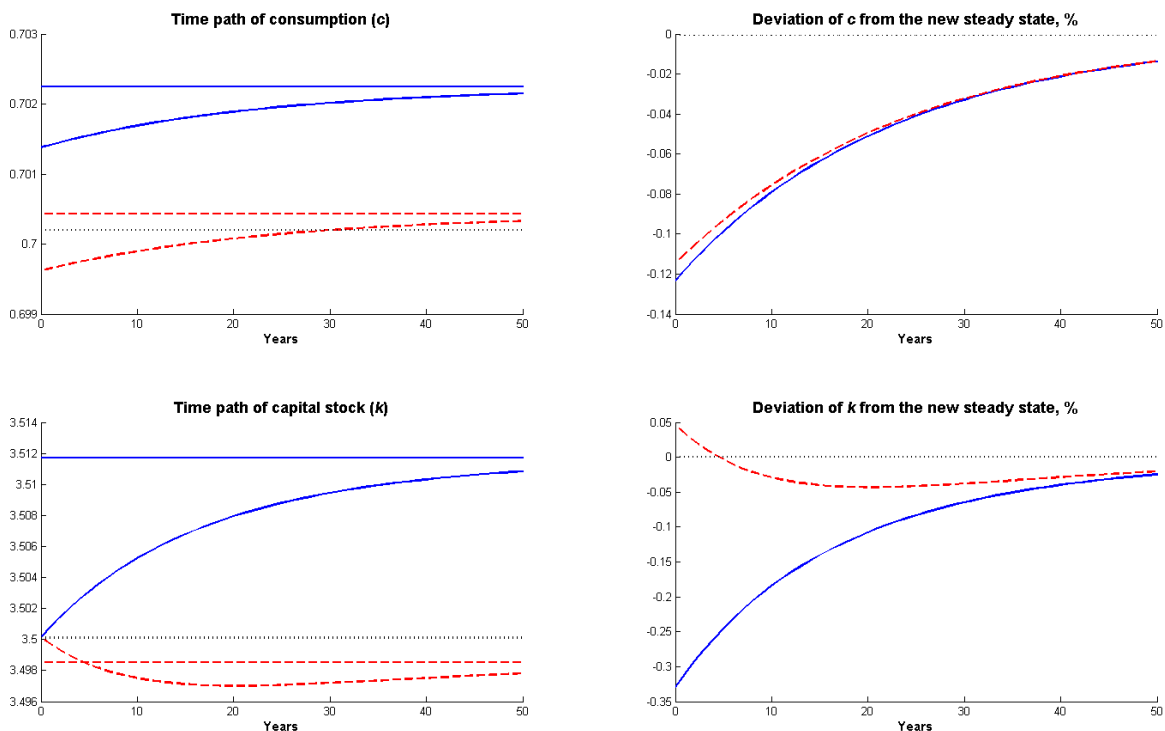 Time path of consumption (c)
0.703
0.702
0.701
0.7
0.699
0 10 20 30 40 50
Years
Deviation of c from the new steady state, %
0
-0.02
-0.04
-0.06
-0.08
-0.1
-0.12
-0.14
0 10 20 30 40 50
Years
Time path of capital stock (k)
3.514
3.512
3.51
3.508
3.506
3.504
3.502
3.5
3.498
3.496
0 10 20 30 40 50
Years
Deviation of k from the new steady state, %
0.05
0
-0.05
-0.1
-0.15
-0.2
-0.25
-0.3
-0.35
0 10 20 30 40 50
Years